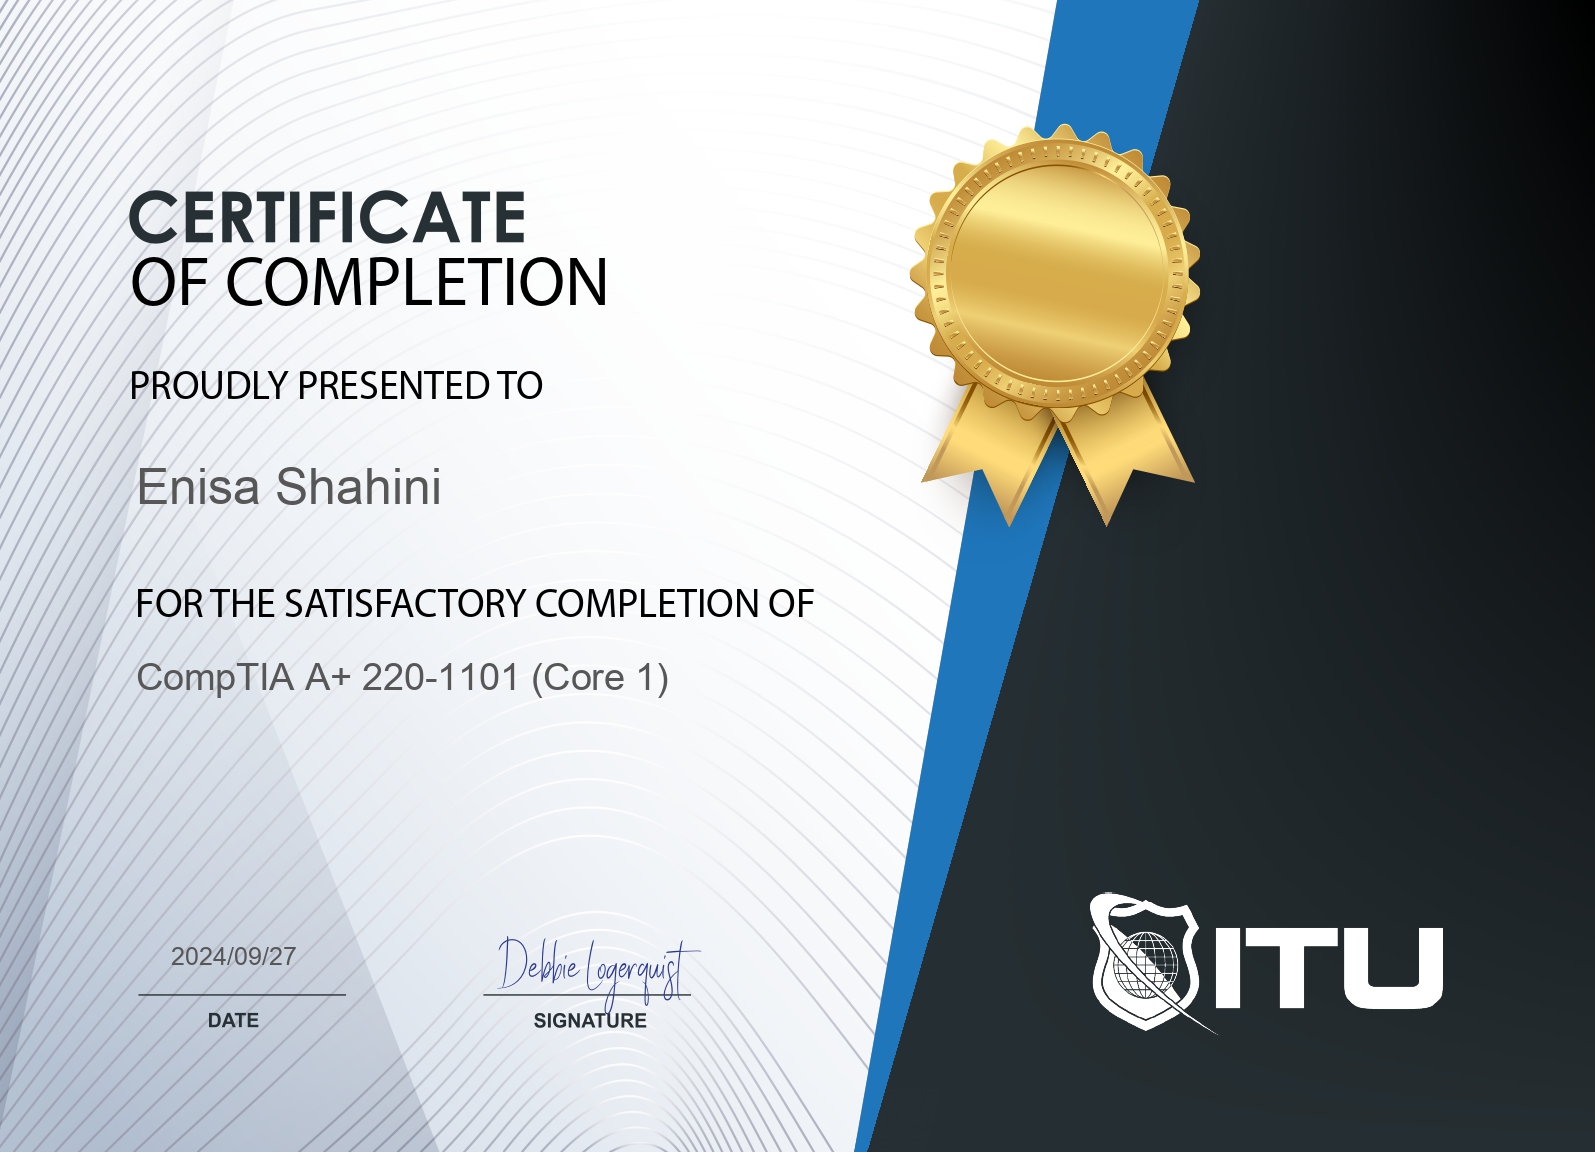 CERTIFICATE
OF COMPLETION
PROUDLY PRESENTED TO
Enisa Shahini
FOR THE SATISFACTORY COMPLETION OF
CompTIA A+ 220-1101 (Core 1)
2024/09/27
DATE
Debbie Logerquist
SIGNATURE
ITU